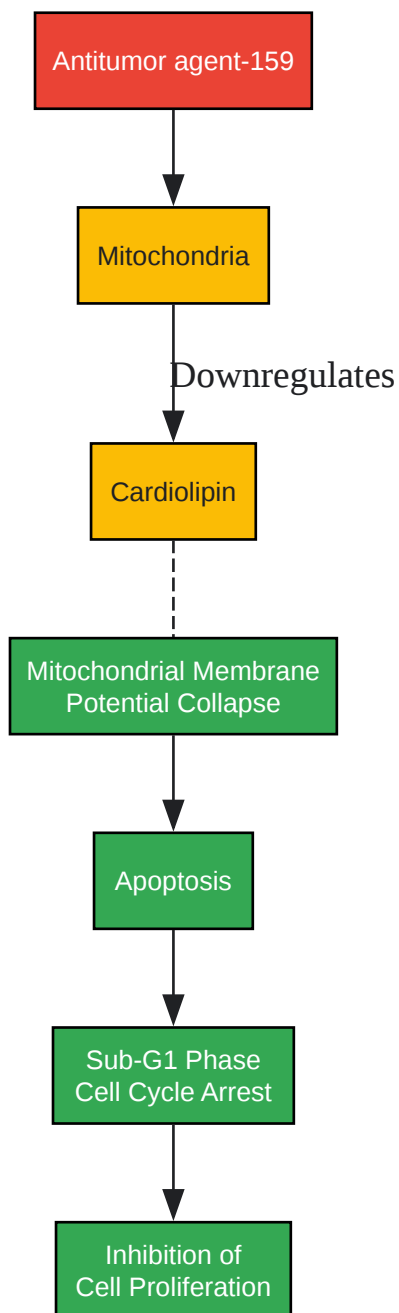 Antitumor agent-159
Mitochondria
Downregulates
Cardiolipin
Mitochondrial Membrane
Potential Collapse
Apoptosis
Sub-G1 Phase
Cell Cycle Arrest
Inhibition of
Cell Proliferation